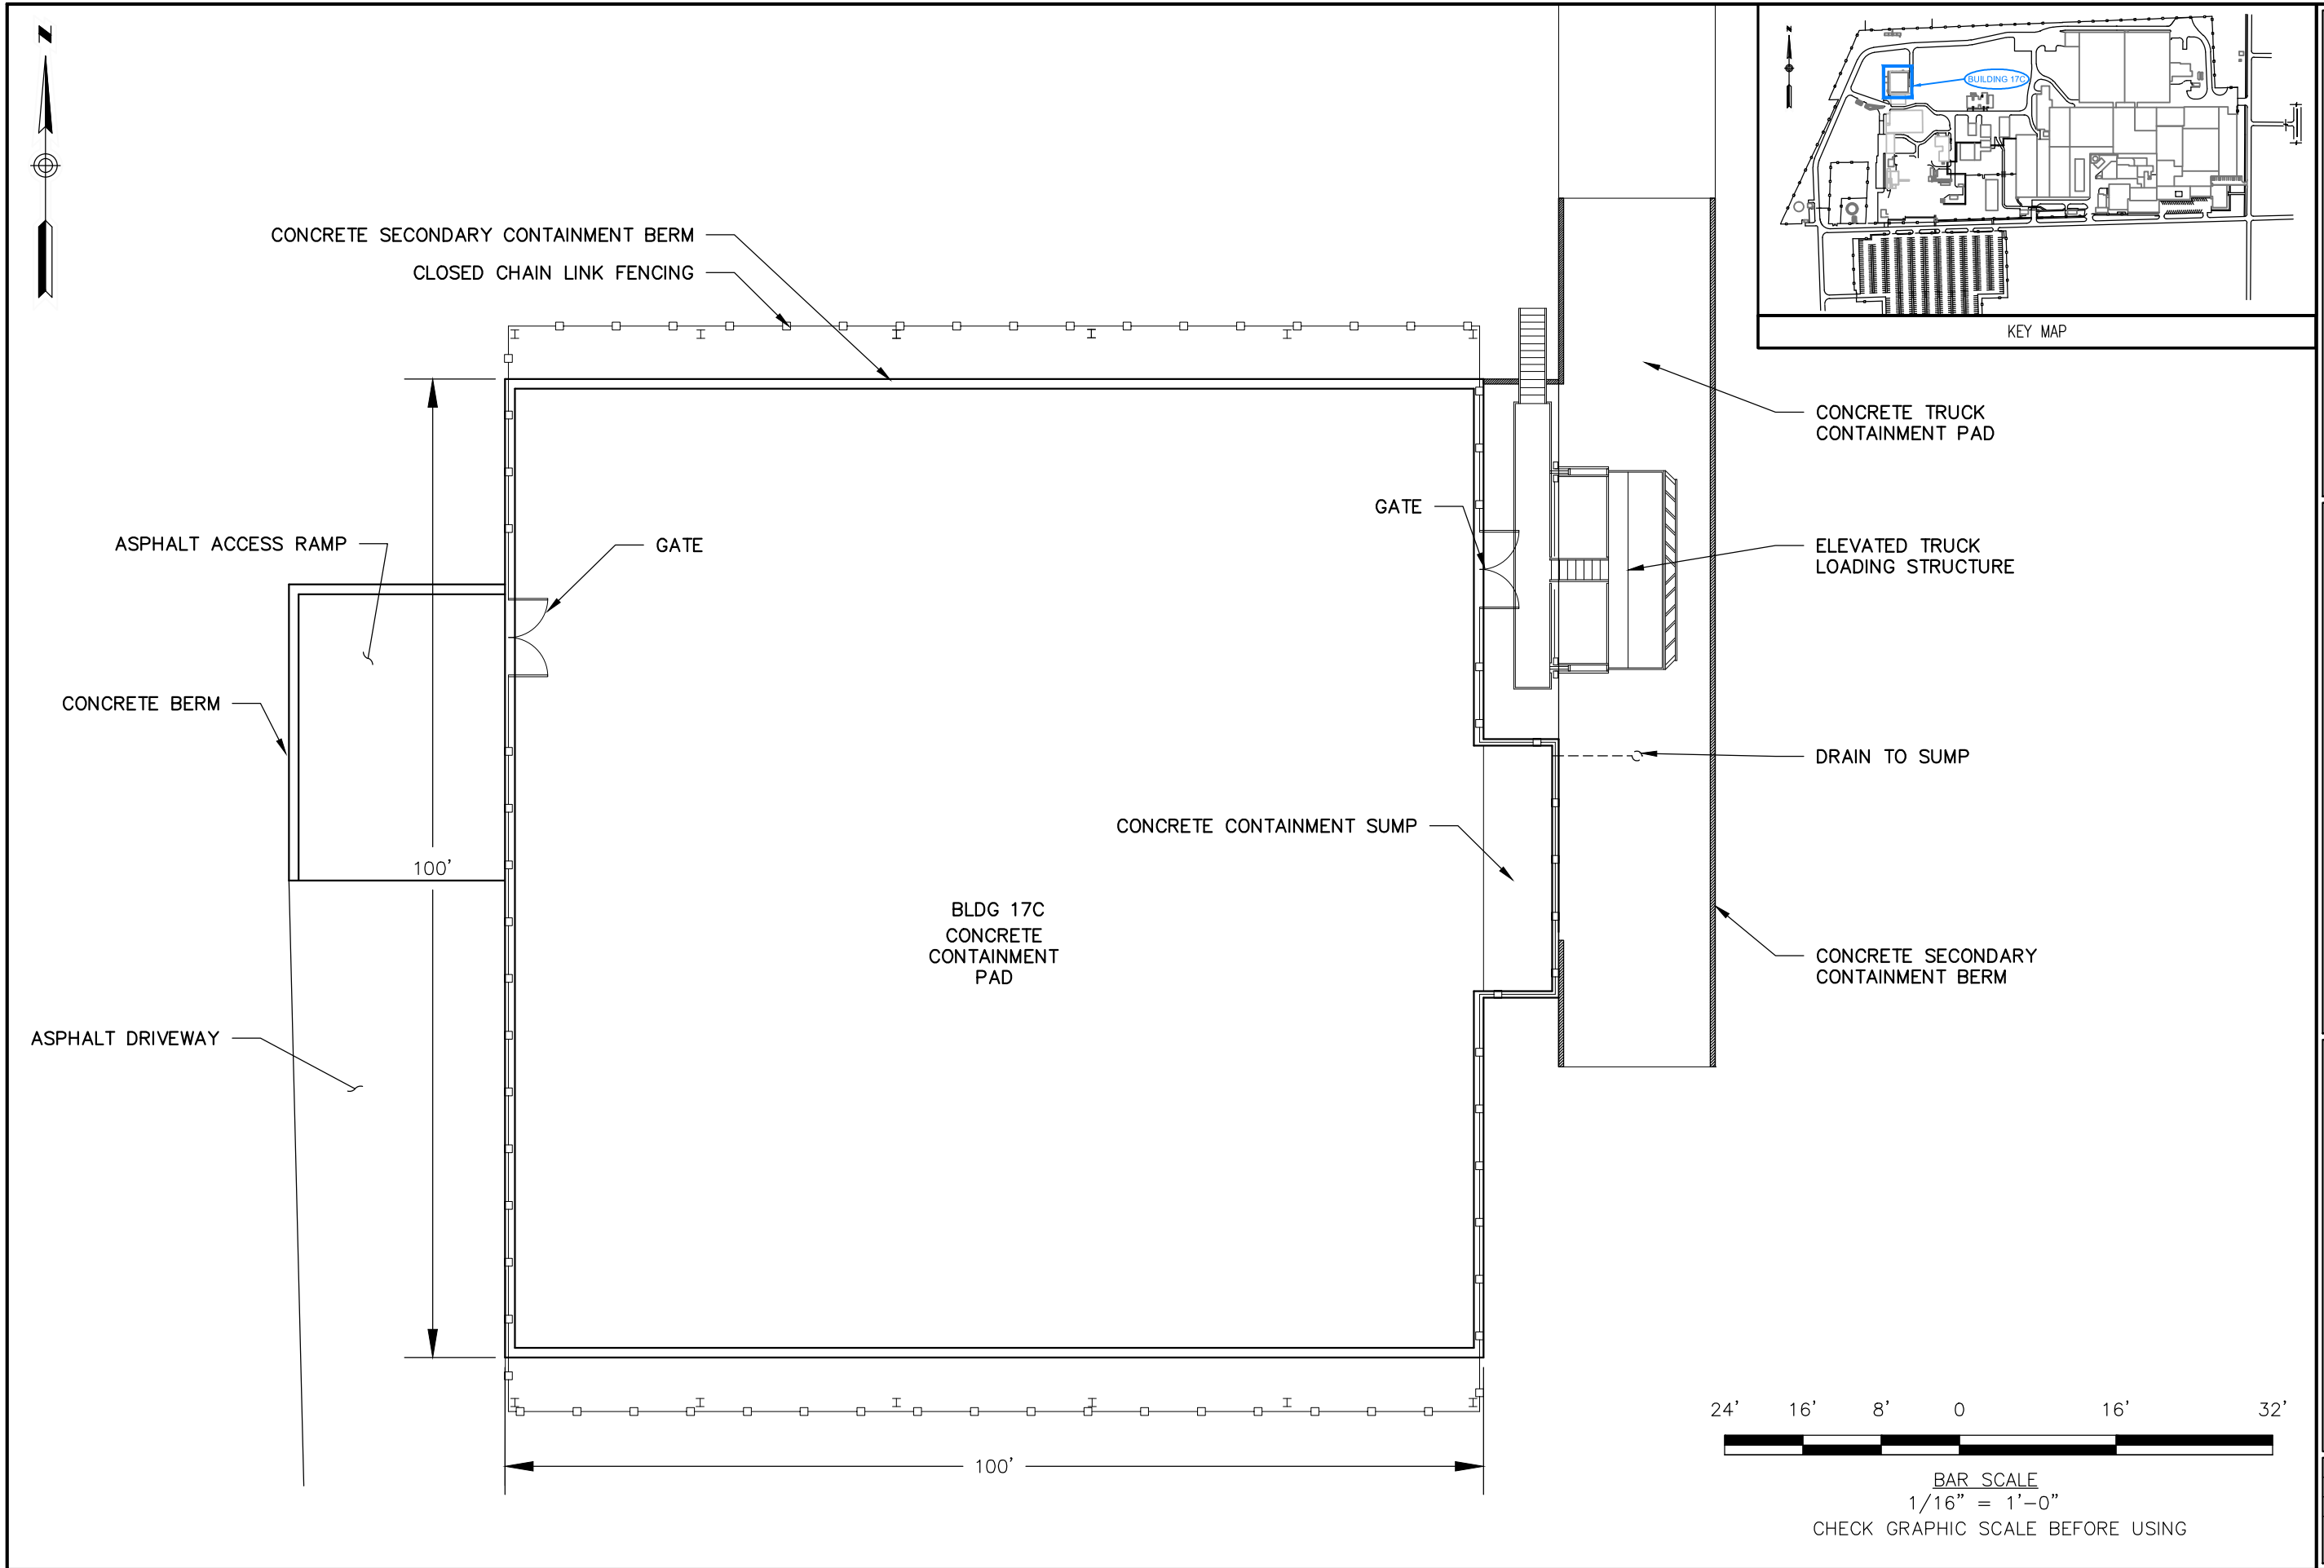 N
N
BUILDING 17C
KEY MAP
CONCRETE SECONDARY CONTAINMENT BERM
CLOSED CHAIN LINK FENCING
CONCRETE TRUCK
CONTAINMENT PAD
GATE
ASPHALT ACCESS RAMP
GATE
ELEVATED TRUCK
LOADING STRUCTURE
CONCRETE BERM
DRAIN TO SUMP
CONCRETE CONTAINMENT SUMP
100'
BLDG 17C
CONCRETE
CONTAINMENT
PAD
CONCRETE SECONDARY
CONTAINMENT BERM
ASPHALT DRIVEWAY
24' 16' 8' 0 16' 32'
100'
BAR SCALE
1/16" = 1'-0"
CHECK GRAPHIC SCALE BEFORE USING